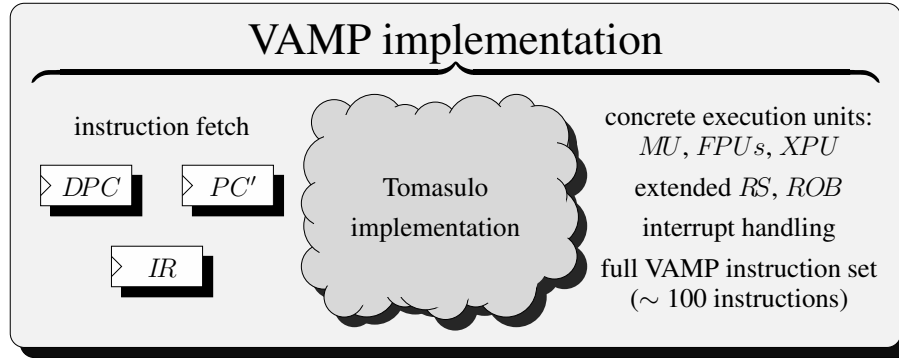 VAMP implementation
instruction fetch
DPC
PC′
IR
Tomasulo
implementation
concrete execution units:
MU, FPUs, XPU
extended RS, ROB
interrupt handling
full VAMP instruction set
(∼ 100 instructions)